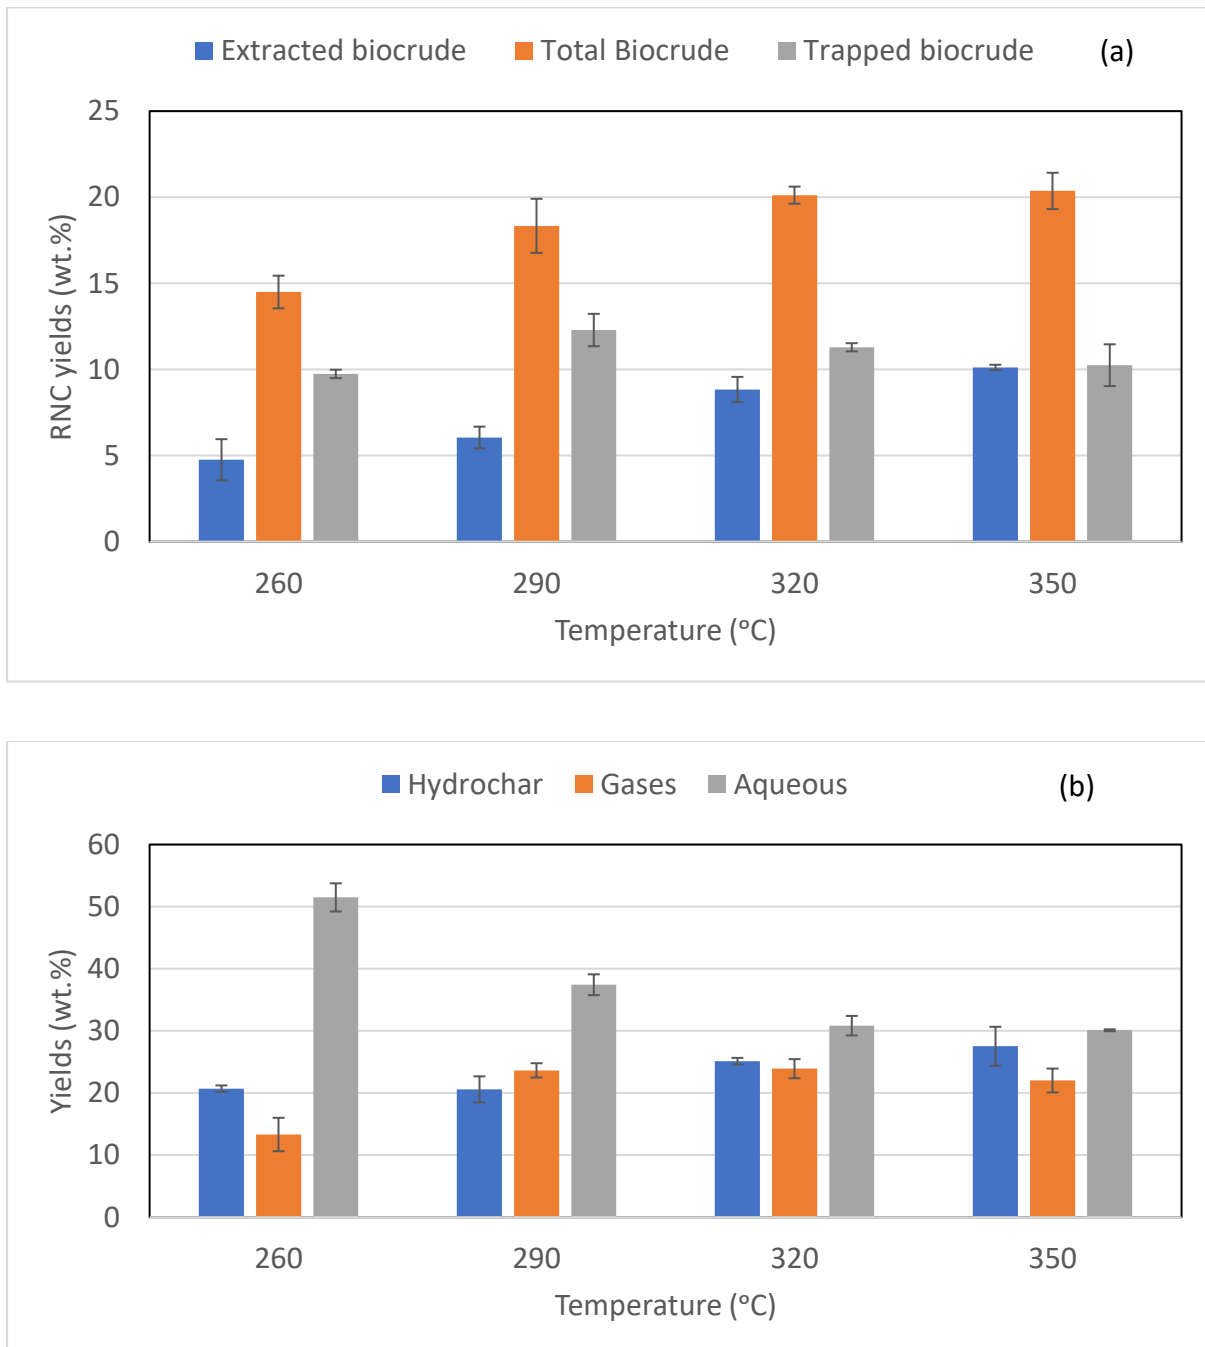 Extracted biocrude Total Biocrude Trapped biocrude (a)
25
20
15
10
5
0
RNC yields (wt.%)
260 290 320 350
Temperature (°C)
Hydrochar Gases Aqueous (b)
60
50
40
30
20
10
0
Yields (wt.%)
260 290 320 350
Temperature (°C)